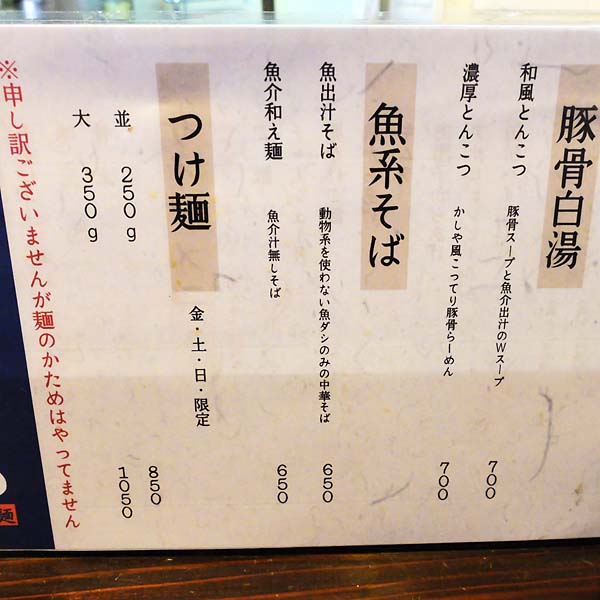 豚骨白湯
和風とんこつ 豚骨スープと魚介出汁のWスープ 700
濃厚とんこつ かしや風こってり豚骨らーめん 700
魚系そば
魚出汁そば 動物系を使わない魚ダシのみの中華そば 650
魚介和え麺 魚介汁無しそば 650
つけ麺 金・土・日・限定
並 250g 850
大 350g 1050
※申し訳ございませんが麺のかためはやってません
麺